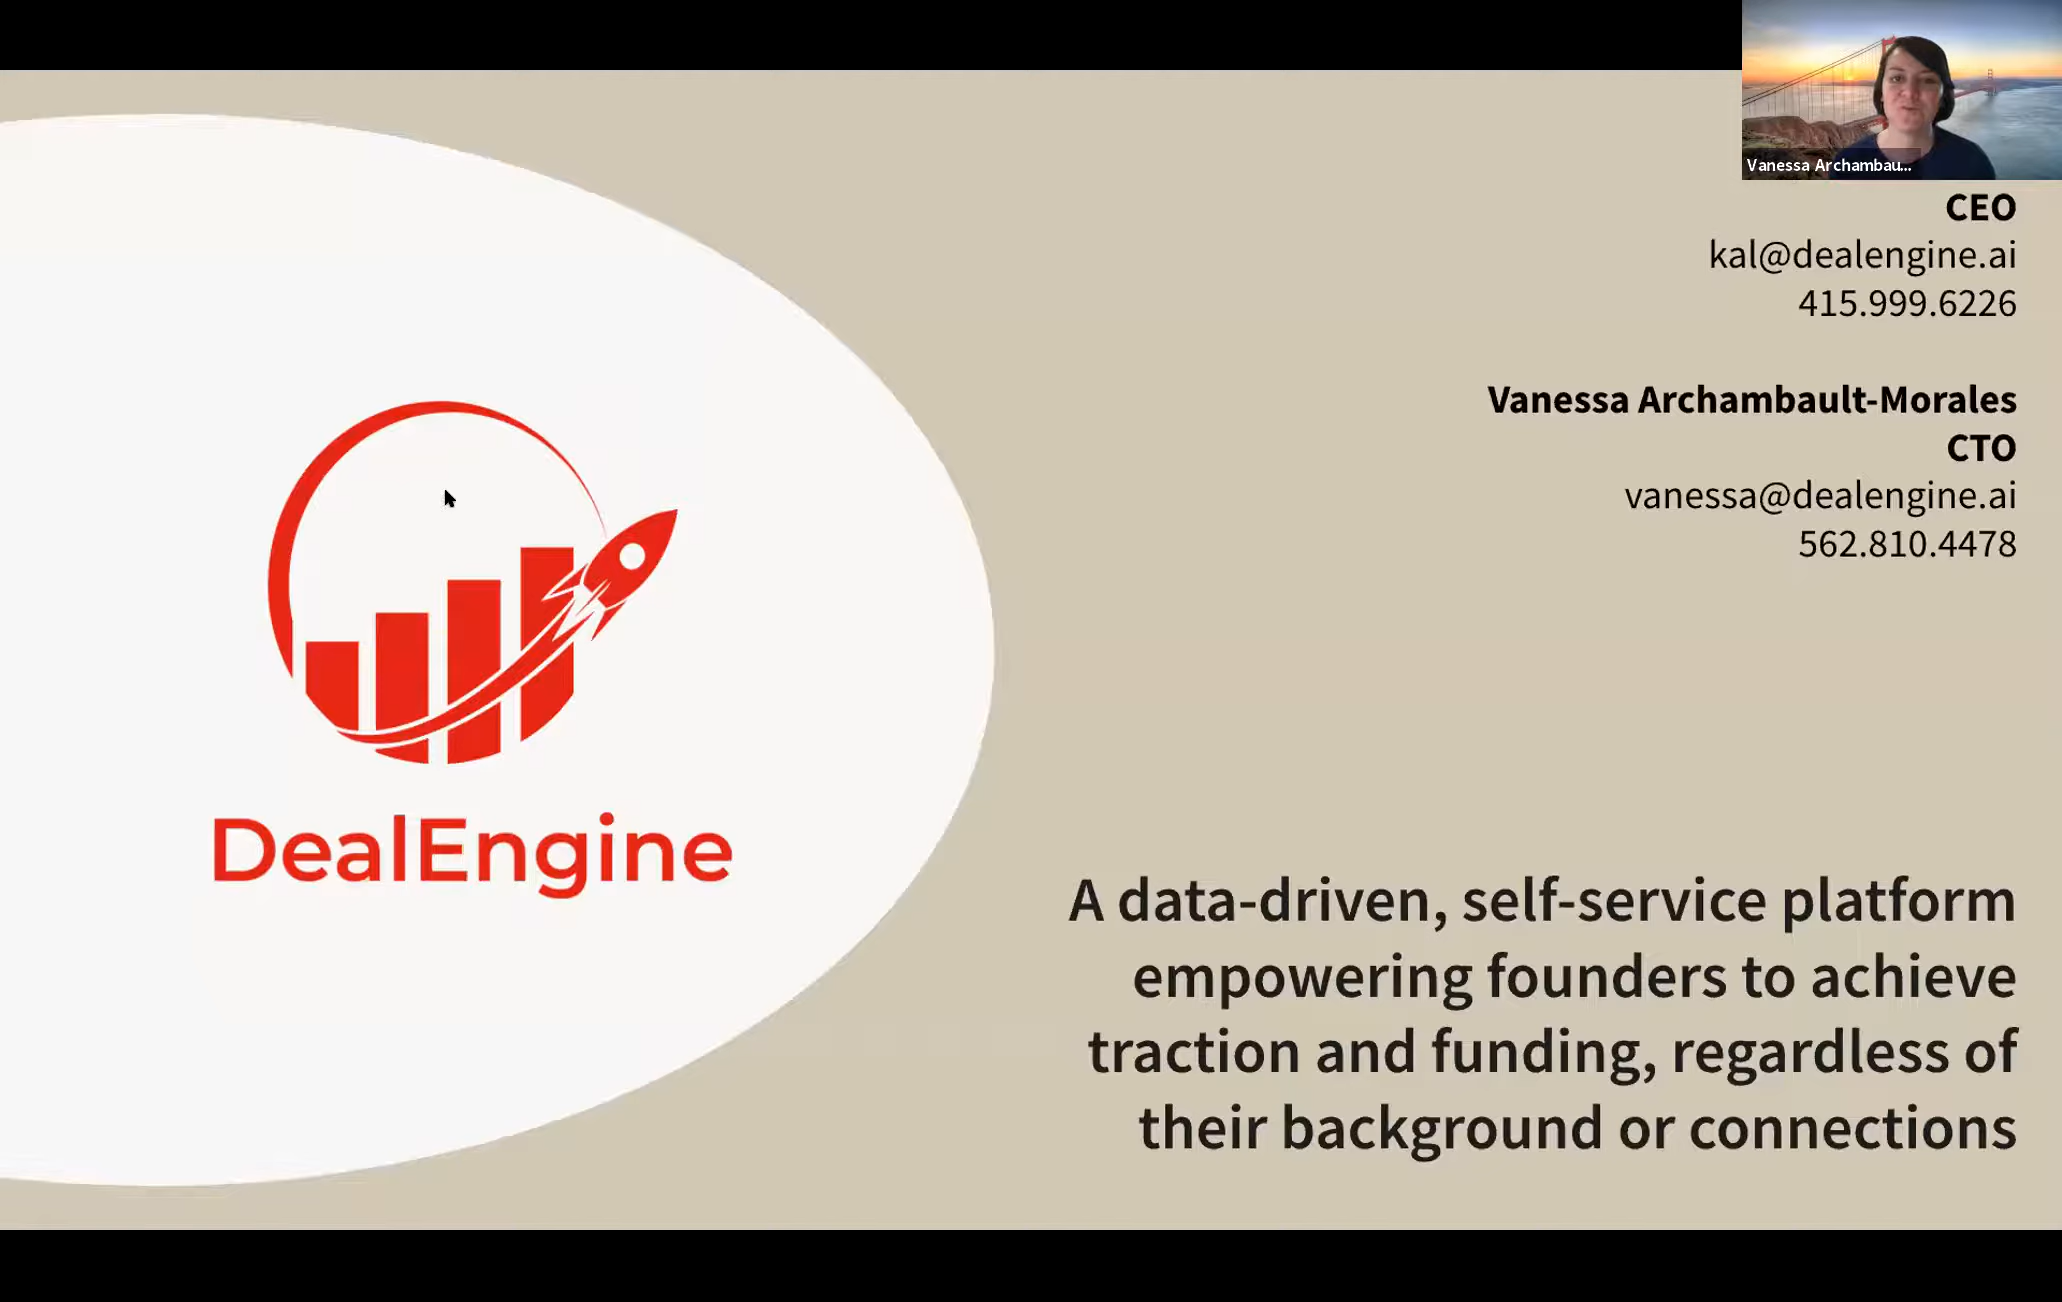 Vanessa Archambau...
CEO
kal@dealengine.ai
415.999.6226
Vanessa Archambault-Morales
CTO
vanessa@dealengine.ai
562.810.4478
DealEngine
A data-driven, self-service platform
empowering founders to achieve
traction and funding, regardless of
their background or connections